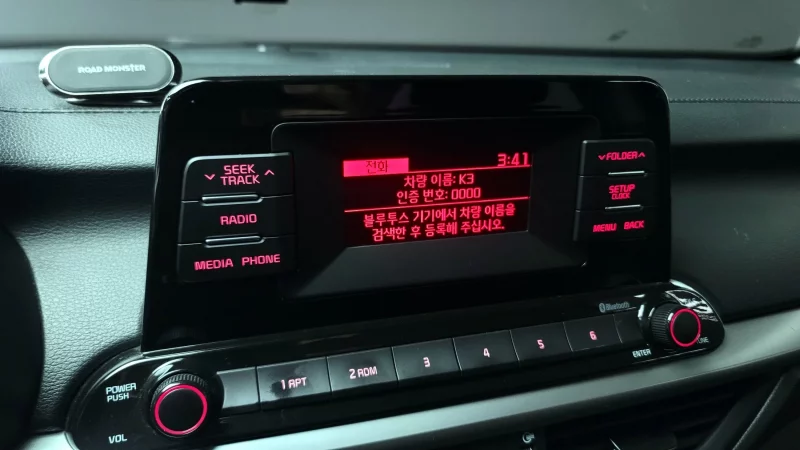 ROAD MONSTER
SEEK
TRACK
RADIO
MEDIA PHONE
전화 3:41
차량 이름: K3
인증 번호: 0000
블루투스 기기에서 차량 이름을
검색한 후 등록해 주십시오.
FOLDER
SETUP
CLOCK
MENU BACK
Bluetooth
POWER
PUSH
VOL
1 RPT
2 RDM
3
4
5
6
ENTER